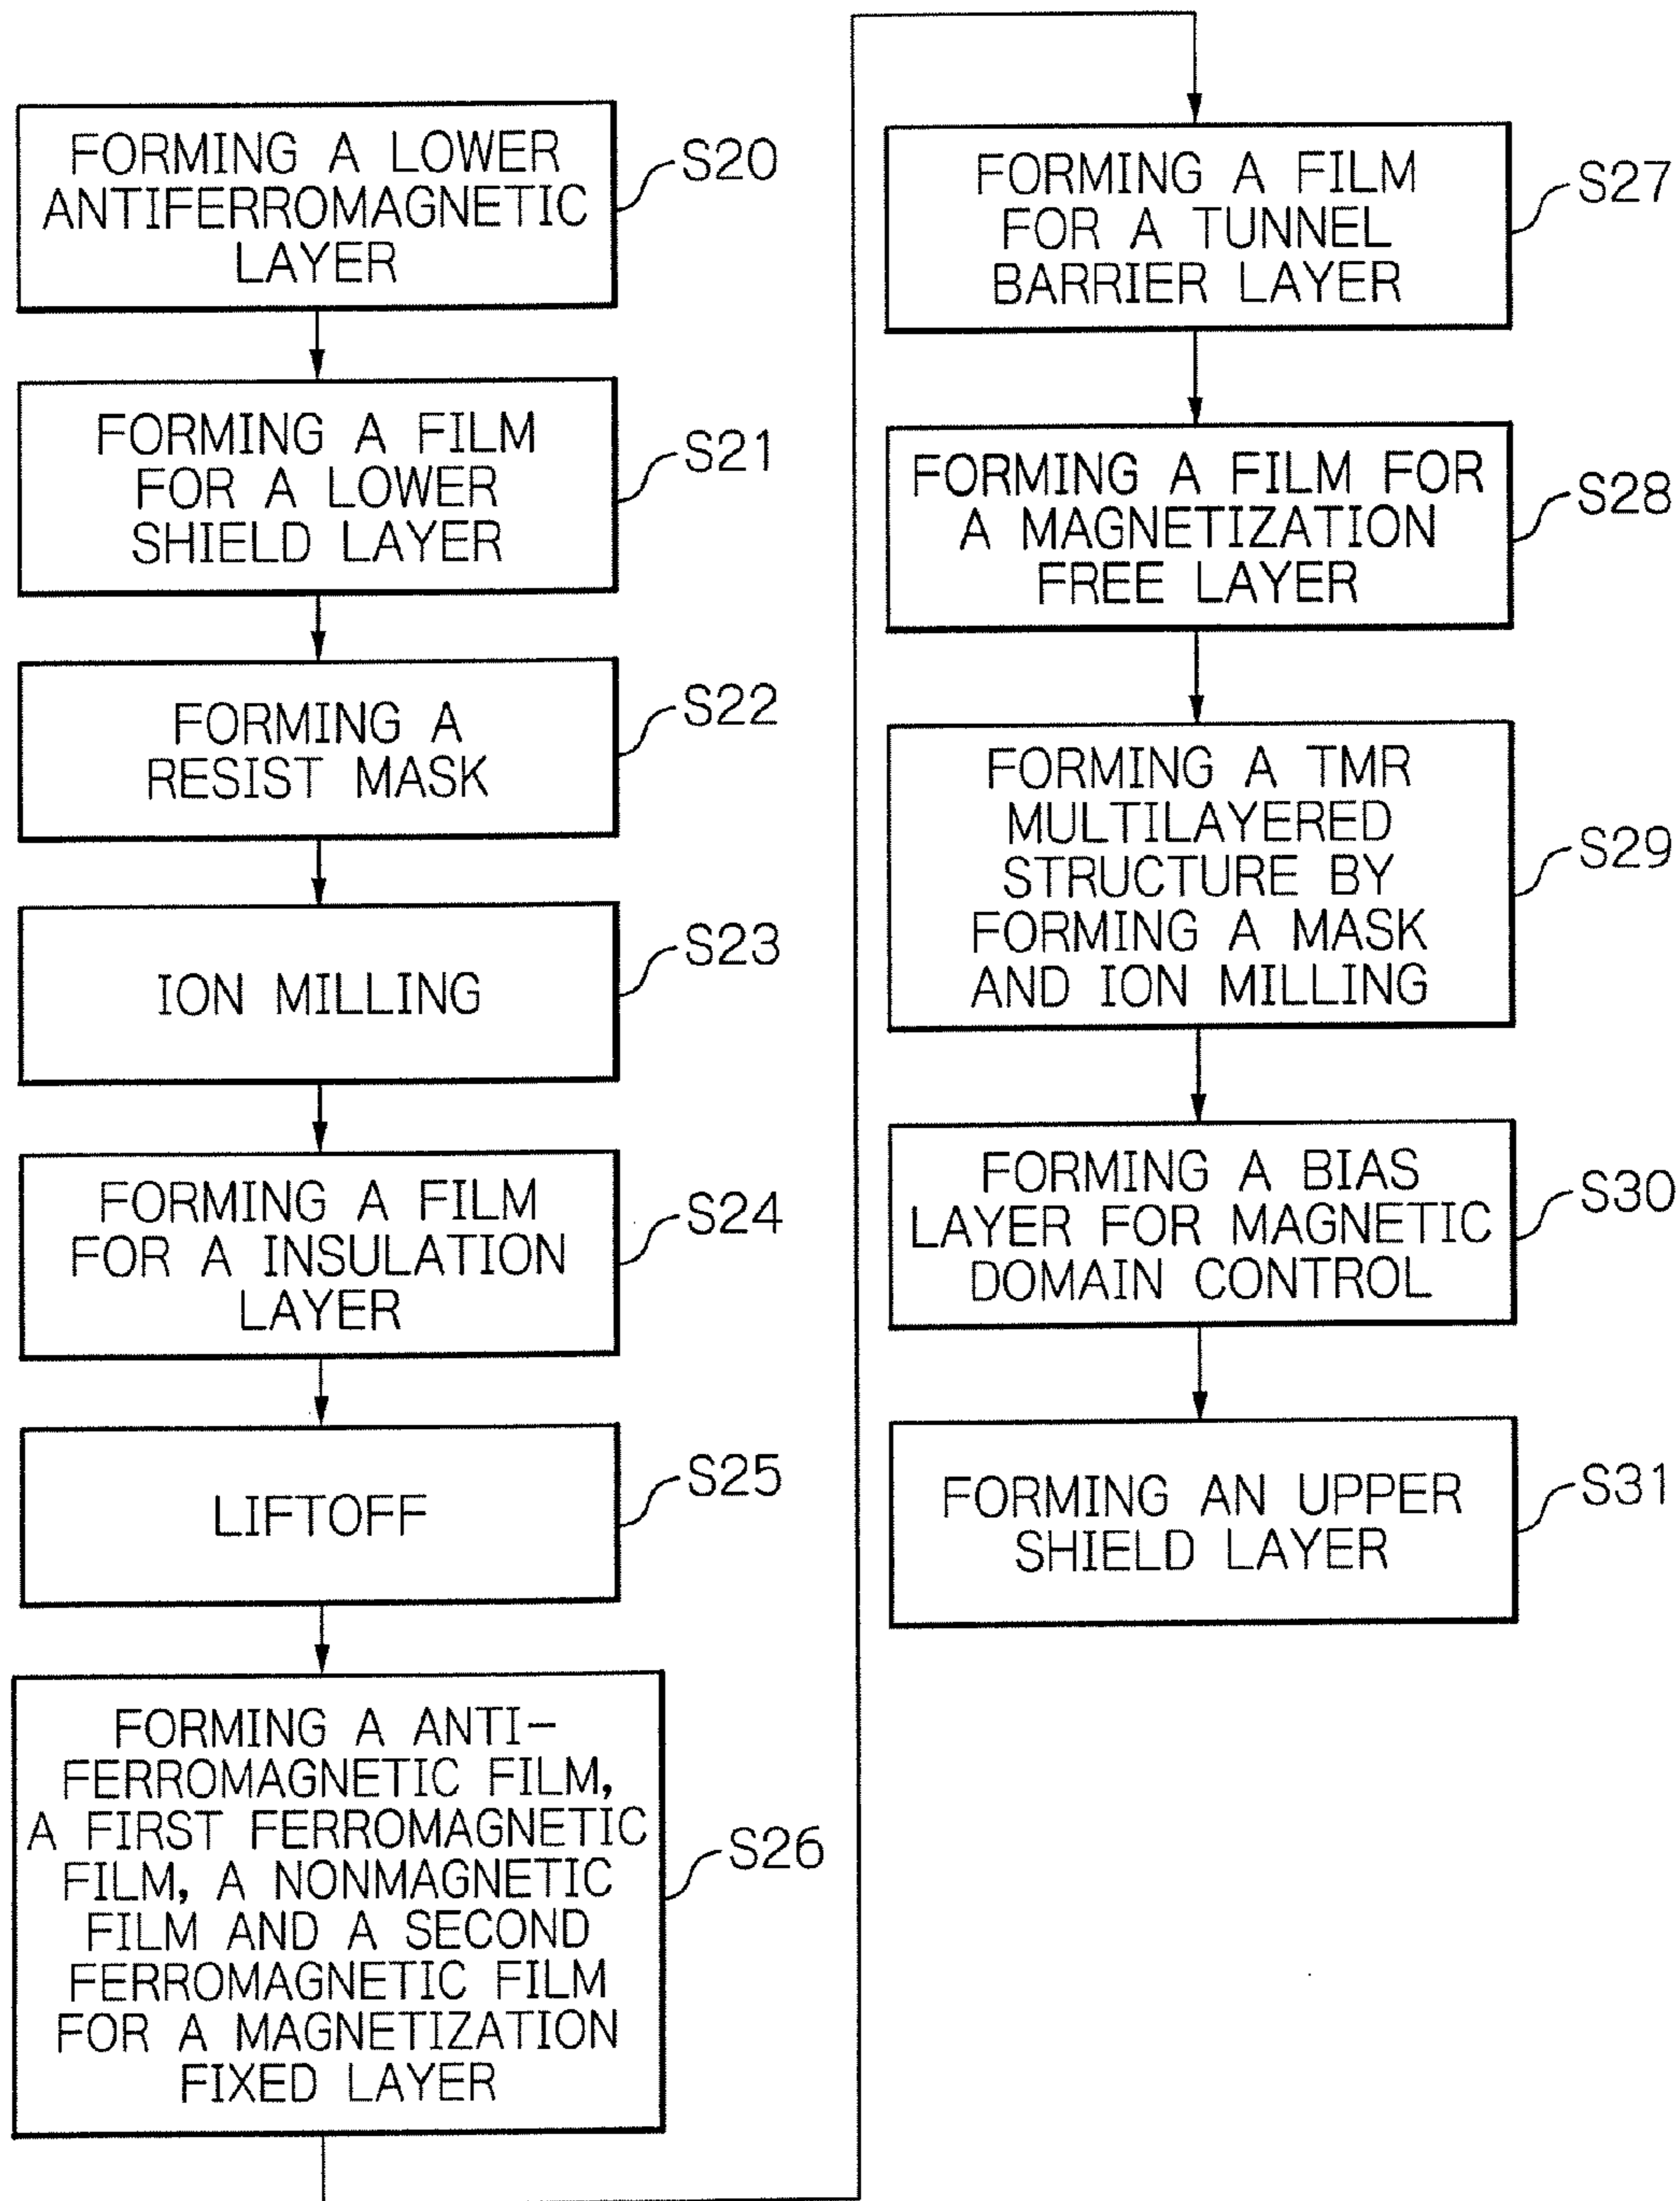 FORMING A LOWER
ANTIFERROMAGNETIC
LAYER
S20
FORMING A FILM
FOR A LOWER
SHIELD LAYER
S21
FORMING A
RESIST MASK
S22
ION MILLING
S23
FORMING A FILM
FOR A INSULATION
LAYER
S24
LIFTOFF
S25
FORMING A ANTI-
FERROMAGNETIC FILM,
A FIRST FERROMAGNETIC
FILM, A NONMAGNETIC
FILM AND A SECOND
FERROMAGNETIC FILM
FOR A MAGNETIZATION
FIXED LAYER
S26
FORMING A FILM
FOR A TUNNEL
BARRIER LAYER
S27
FORMING A FILM FOR
A MAGNETIZATION
FREE LAYER
S28
FORMING A TMR
MULTILAYERED
STRUCTURE BY
FORMING A MASK
AND ION MILLING
S29
FORMING A BIAS
LAYER FOR MAGNETIC
DOMAIN CONTROL
S30
FORMING AN UPPER
SHIELD LAYER
S31